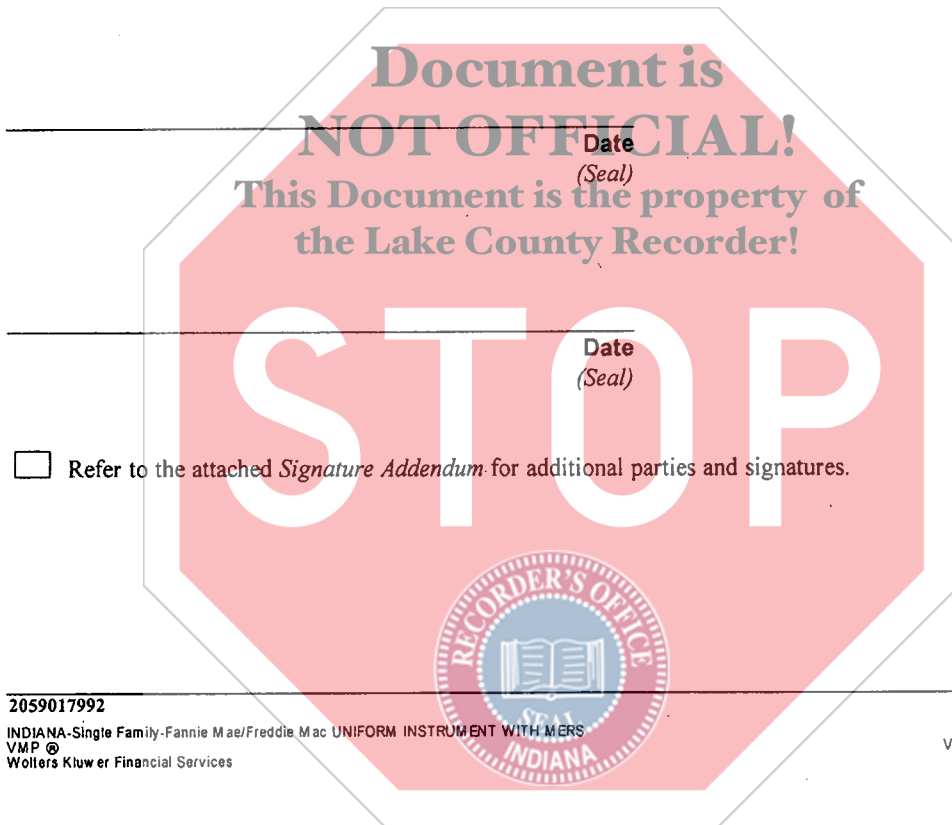 Document is
NOT OFFICIAL!
Date
(Seal)
This Document is the property of
the Lake County Recorder!
STOP
Date
(Seal)
Refer to the attached Signature Addendum for additional parties and signatures.
RECORDER'S OFFICE
SEAL
INDIANA
2059017992
INDIANA-Single Family-Fannie Mae/Freddie Mac UNIFORM INSTRUMENT WITH MERS
VMP ®
Wolters Kluwer Financial Services
V